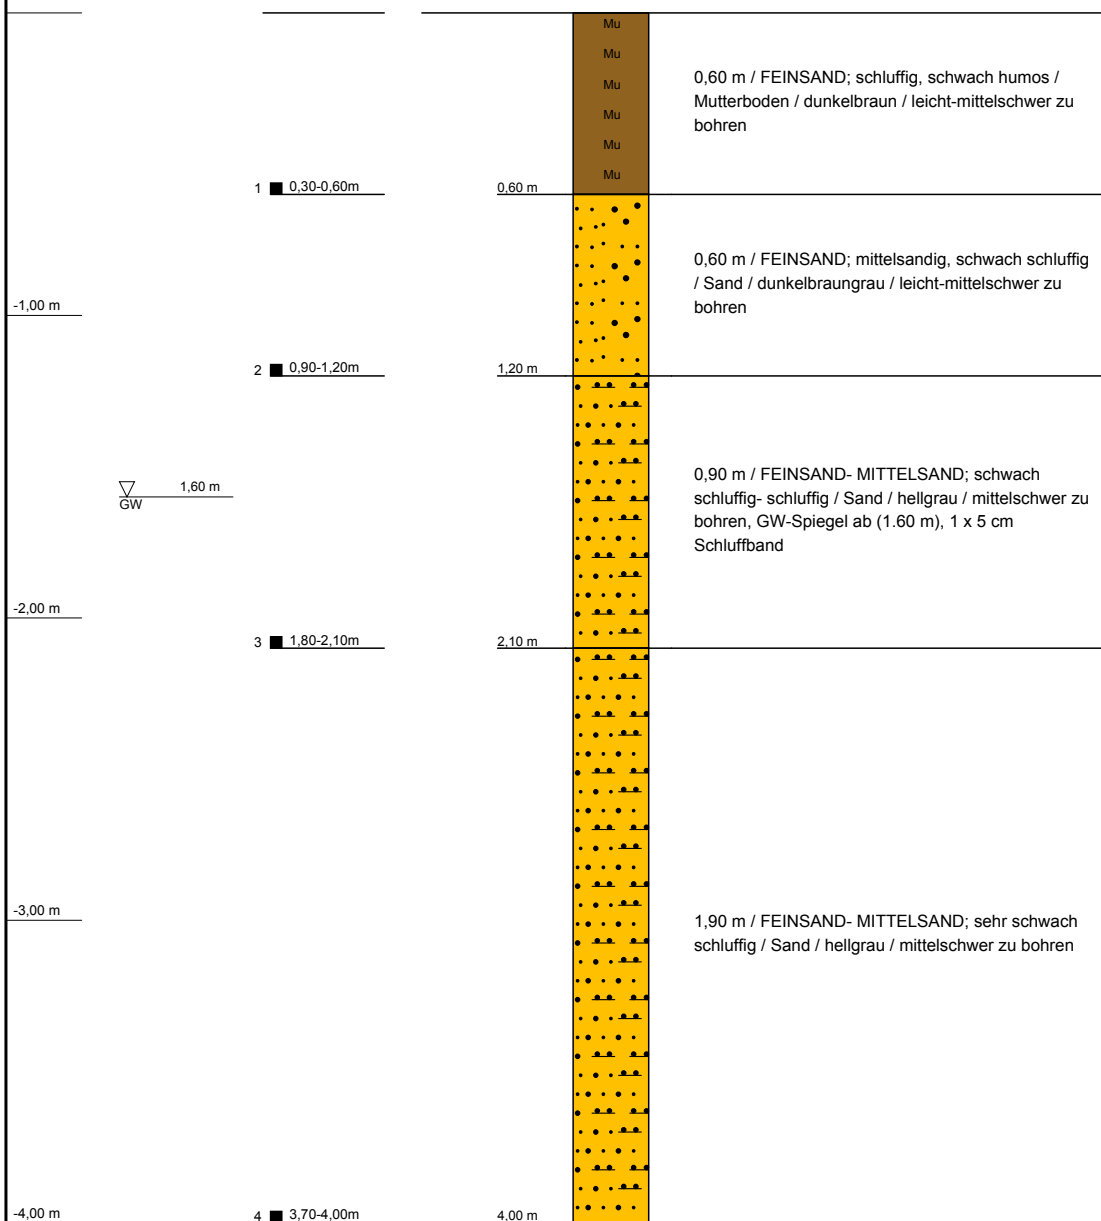 Mu
Mu
Mu
Mu
Mu
Mu
0,60 m / FEINSAND; schluffig, schwach humos /
Mutterboden / dunkelbraun / leicht-mittelschwer zu
bohren
1 0,30-0,60m
0,60 m
0,60 m / FEINSAND; mittelsandig, schwach schluffig
/ Sand / dunkelbraungrau / leicht-mittelschwer zu
bohren
-1,00 m
2 0,90-1,20m
1,20 m
0,90 m / FEINSAND- MITTELSAND; schwach
schluffig- schluffig / Sand / hellgrau / mittelschwer zu
bohren, GW-Spiegel ab (1.60 m), 1 x 5 cm
Schluffband
1,60 m
GW
-2,00 m
3 1,80-2,10m
2,10 m
-3,00 m
1,90 m / FEINSAND- MITTELSAND; sehr schwach
schluffig / Sand / hellgrau / mittelschwer zu bohren
-4,00 m
4 3,70-4,00m
4,00 m